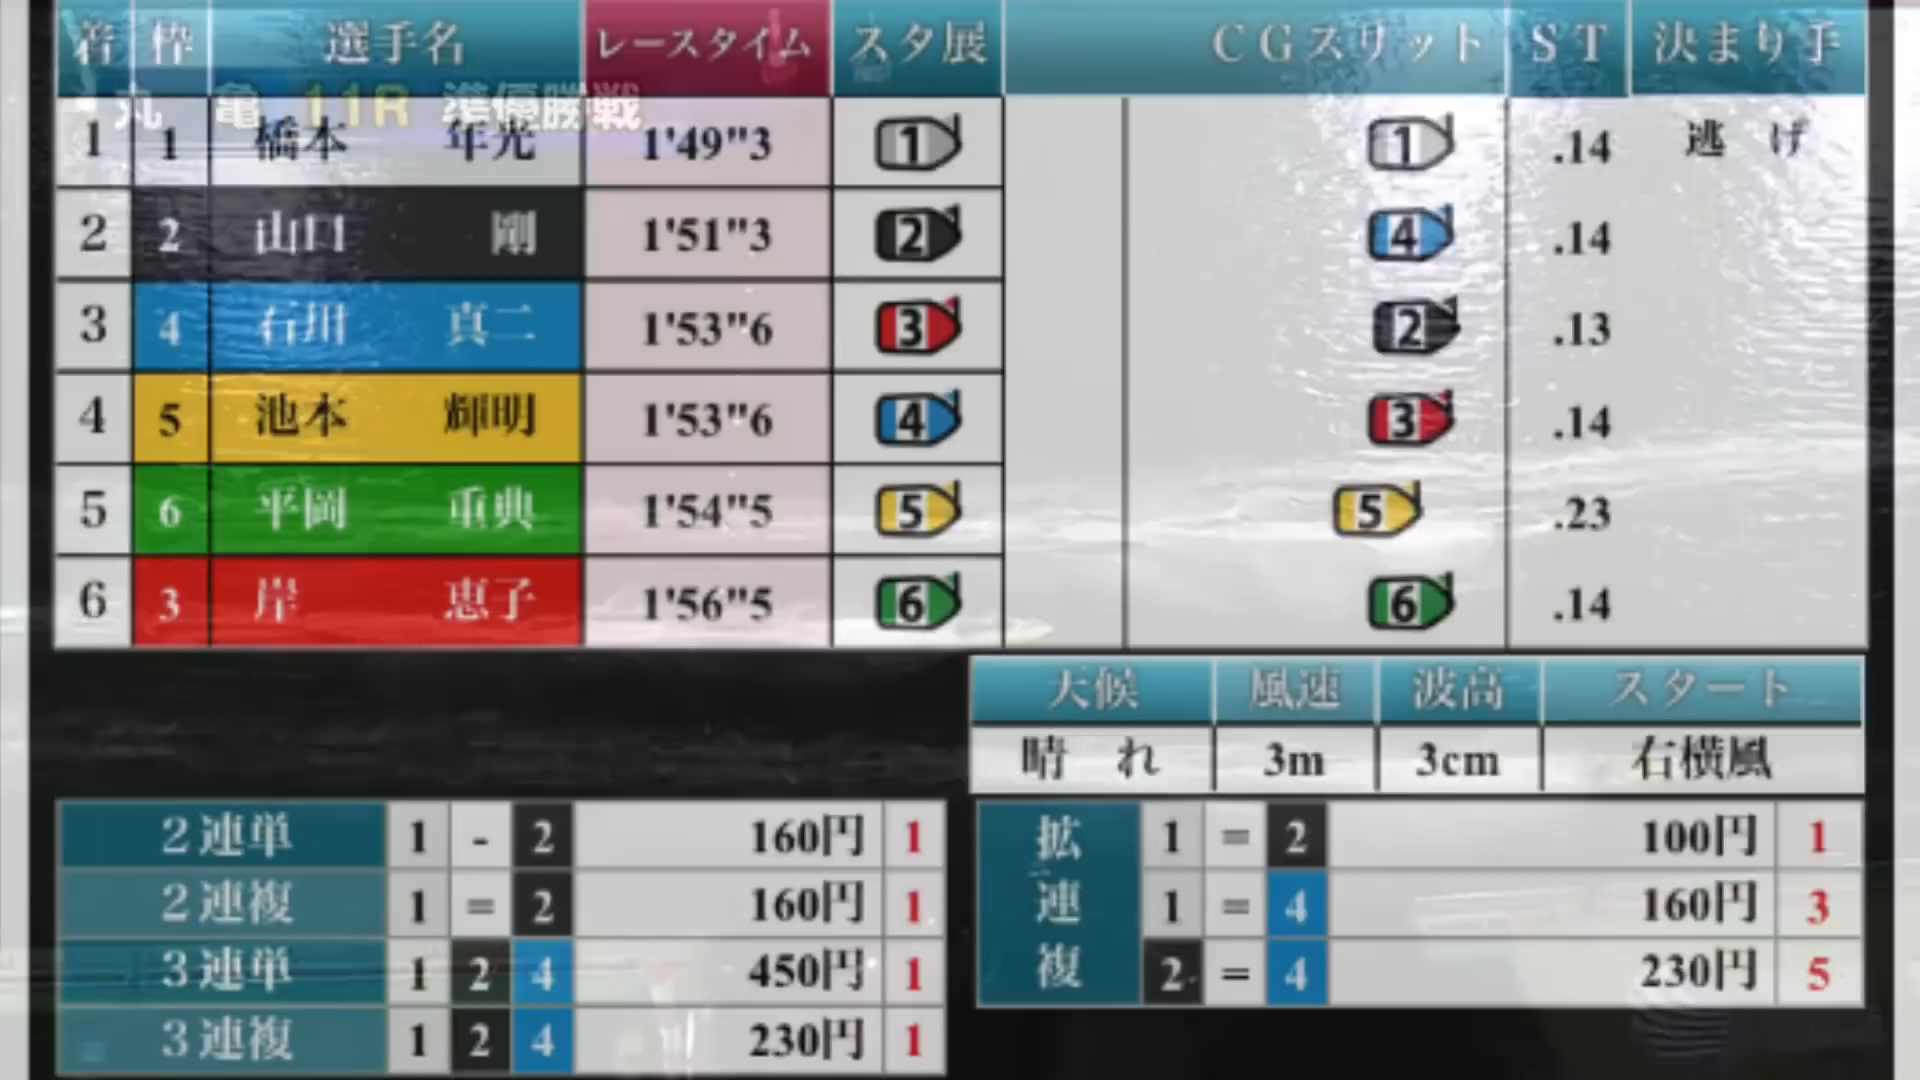 着 枠 選手名 レースタイム スタ展 CGスリット ST 決まり手
丸 亀 11R 準優勝戦
1 1 橋本 年光 1'49"3 1 1 .14 逃 げ
2 2 山口 剛 1'51"3 2 4 .14
3 4 石川 真二 1'53"6 3 2 .13
4 5 池本 輝明 1'53"6 4 3 .14
5 6 平岡 重典 1'54"5 5 5 .23
6 3 岸 恵子 1'56"5 6 6 .14
天候 風速 波高 スタート
晴 れ 3m 3cm 右横風
2連単 1 - 2 160円 1
2連複 1 = 2 160円 1
3連単 1 2 4 450円 1
3連複 1 2 4 230円 1
拡連複 1 = 2 100円 1
1 = 4 160円 3
2 = 4 230円 5